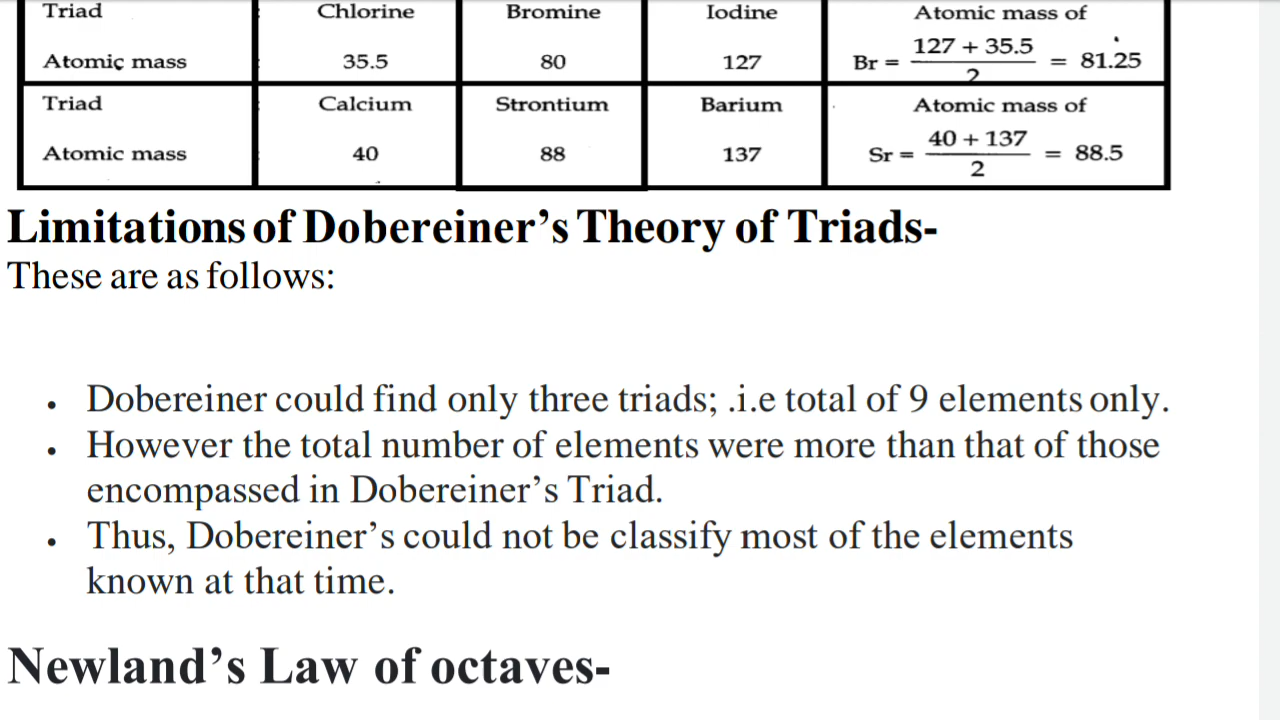 Triad : Chlorine Bromine Iodine Atomic mass of
Atomic mass : 35.5 80 127 Br = 127 + 35.5 / 2 = 81.25
Triad : Calcium Strontium Barium Atomic mass of
Atomic mass : 40 88 137 Sr = 40 + 137 / 2 = 88.5
Limitations of Dobereiner’s Theory of Triads-
These are as follows:
• Dobereiner could find only three triads; .i.e total of 9 elements only.
• However the total number of elements were more than that of those
encompassed in Dobereiner’s Triad.
• Thus, Dobereiner’s could not be classify most of the elements
known at that time.
Newland’s Law of octaves-